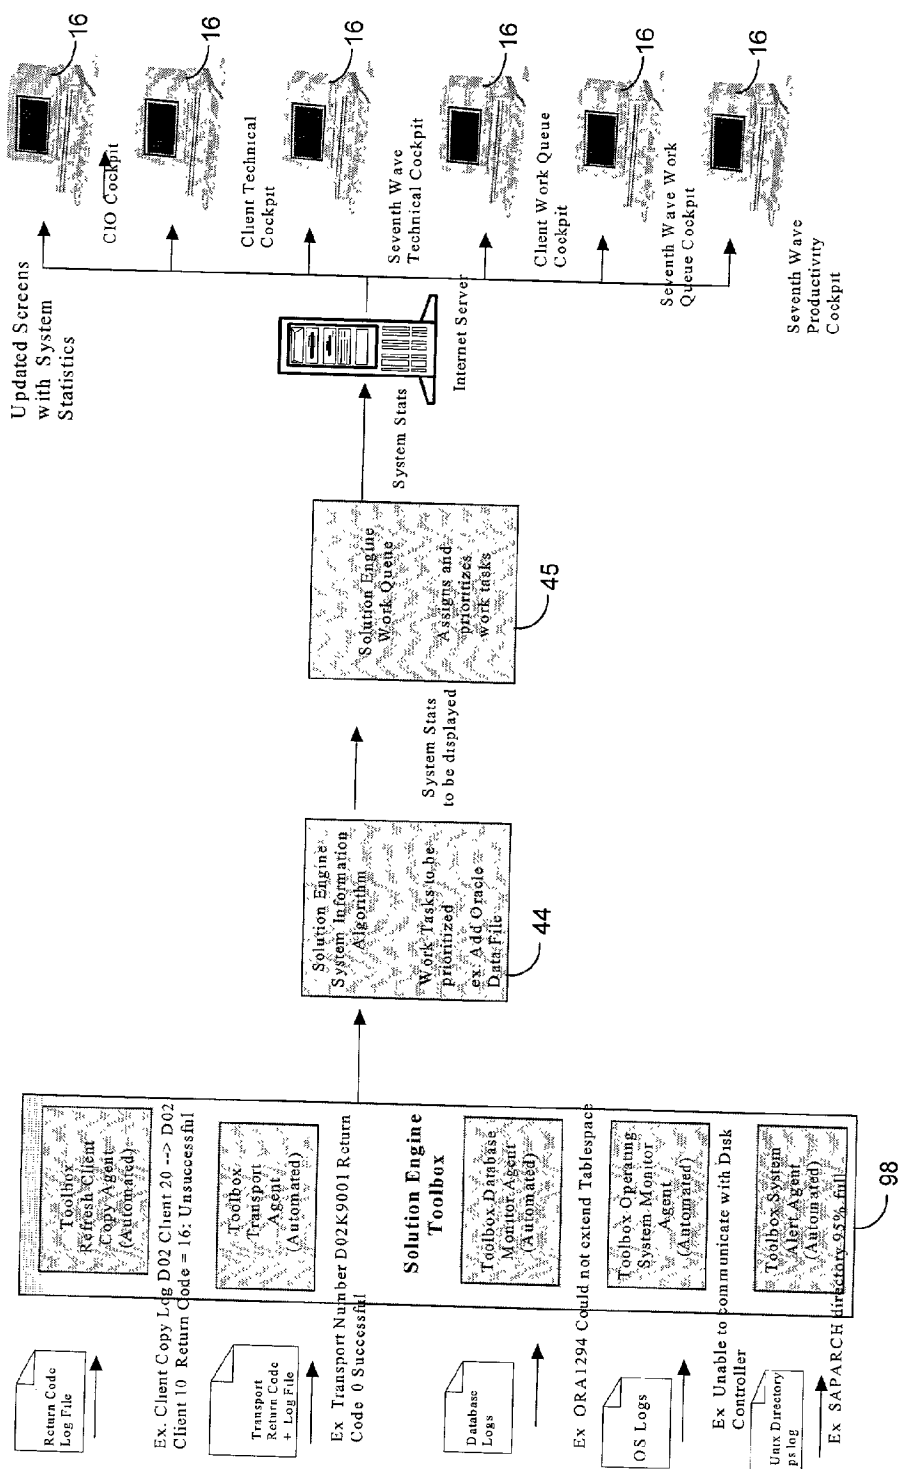 Return Code
Log File
Ex. Client Copy Log D02 Client 20 --> D02
Client 10 Return Code = 16: Unsuccessful
Transport
Return Code
+ Log File
Ex Transport Number D02K9001 Return
Code 0 Successful
Database
Logs
Ex ORA1294 Could not extend Tablespace
OS Logs
Ex Unable to communicate with Disk
Controller
Unix Directory
ps log
Ex SAPARCH directory 95% full
Toolbox
Refresh Client
Copy Agent
(Automated)
Toolbox
Transport
Agent
(Automated)
Solution Engine
Toolbox
Toolbox Database
Monitor Agent
(Automated)
Toolbox Operating
System Monitor
Agent
(Automated)
Toolbox System
Alert Agent
(Automated)
98
Solution Engine
System Information
Algorithm
Work Tasks to be
prioritized
ex: Add Oracle
Data File
44
System Stats
to be displayed
Solution Engine
Work Queue
Assigns and
prioritizes
work tasks
45
System Stats
Internet Server
Updated Screens
with System
Statistics
16
CIO Cockpit
16
Client Technical
Cockpit
16
Seventh Wave
Technical Cockpit
16
Client Work Queue
Cockpit
16
Seventh Wave Work
Queue Cockpit
16
Seventh Wave
Productivity
Cockpit